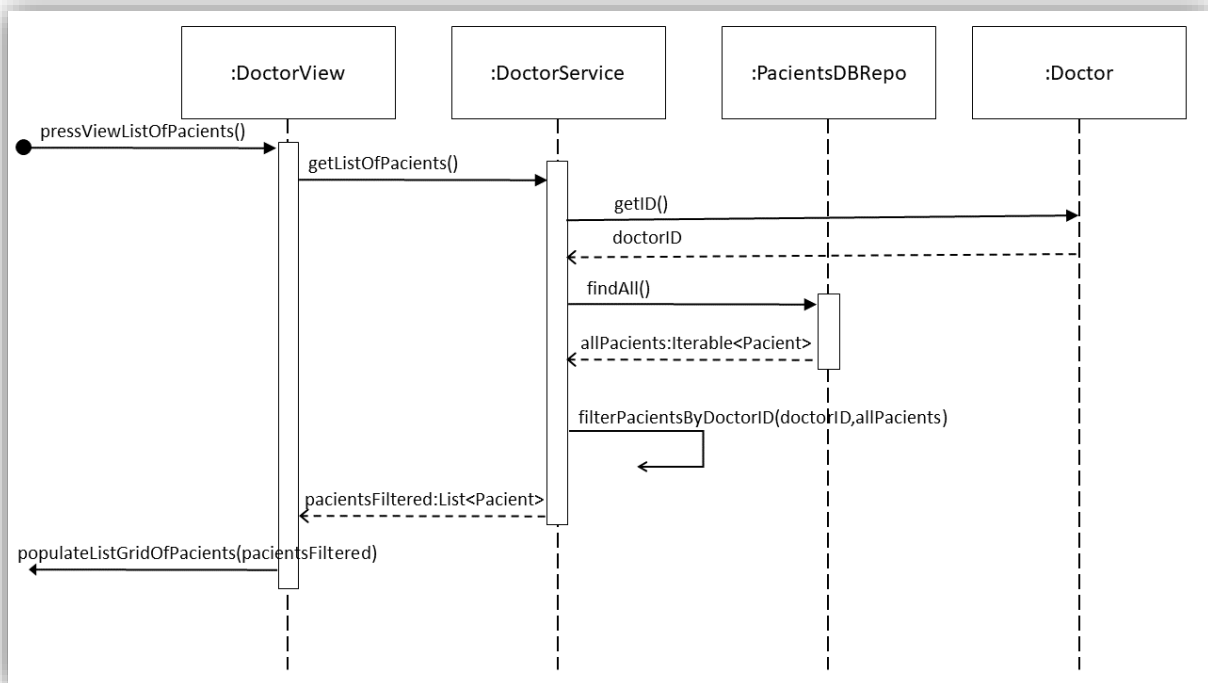 :DoctorView
:DoctorService
:PacientsDBRepo
:Doctor
pressViewListOfPacients()
getListOfPacients()
getID()
doctorID
findAll()
allPacients:Iterable<Pacient>
filterPacientsByDoctorID(doctorID,allPacients)
pacientsFiltered:List<Pacient>
populateListGridOfPacients(pacientsFiltered)